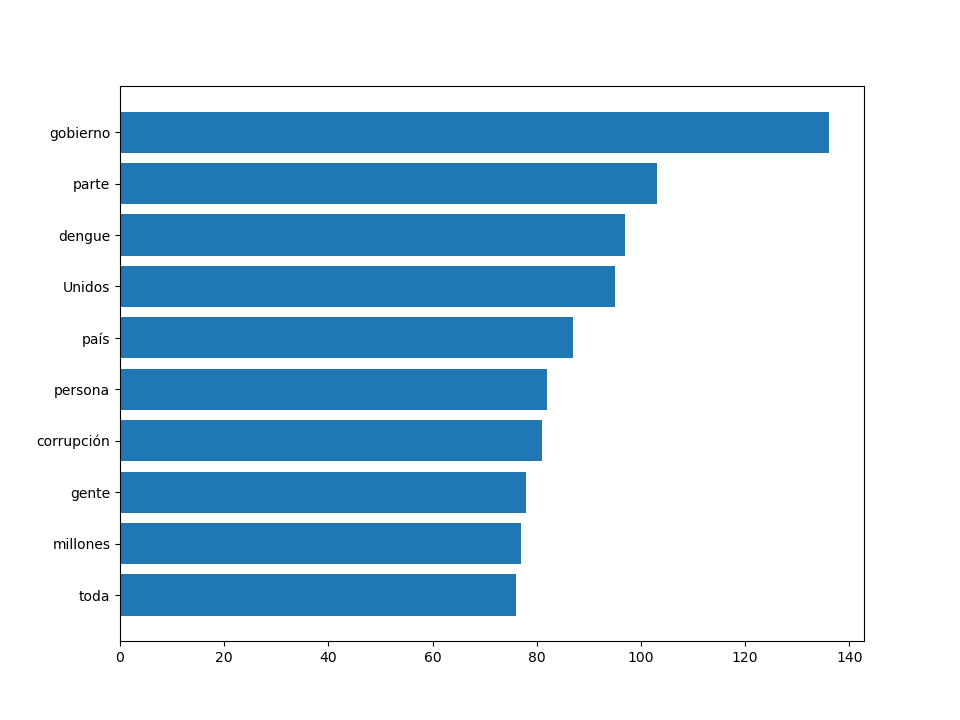 gobierno
parte
dengue
Unidos
país
persona
corrupción
gente
millones
toda
0 20 40 60 80 100 120 140